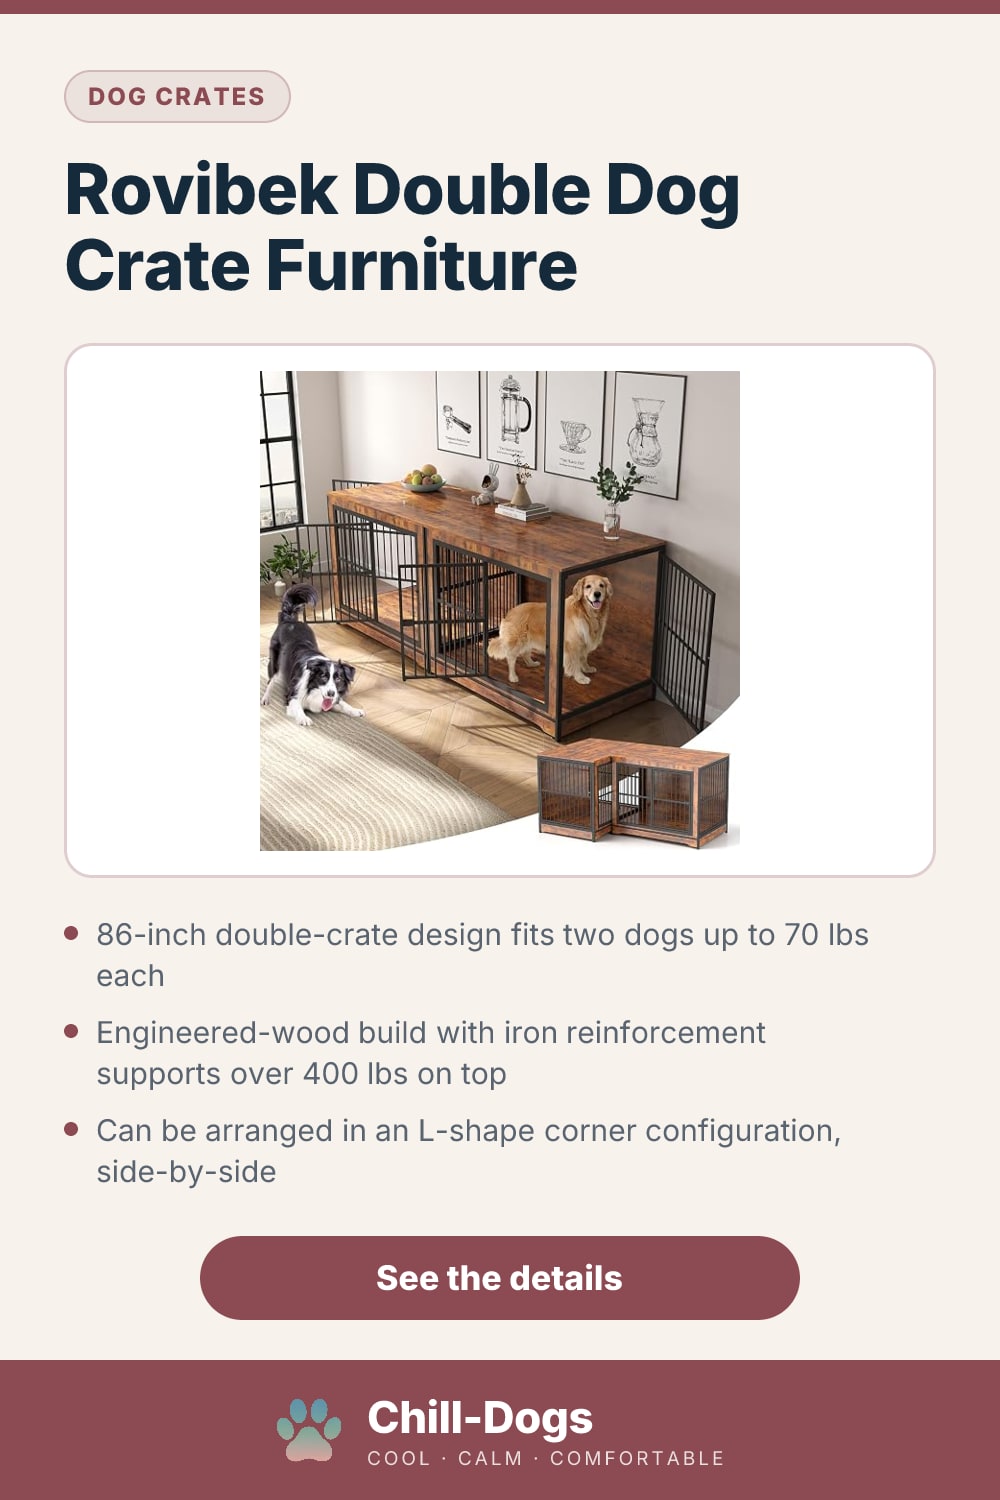 DOG CRATES
Rovibek Double Dog
Crate Furniture
86-inch double-crate design fits two dogs up to 70 lbs
each
Engineered-wood build with iron reinforcement
supports over 400 lbs on top
Can be arranged in an L-shape corner configuration,
side-by-side
See the details
Chill-Dogs
COOL · CALM · COMFORTABLE